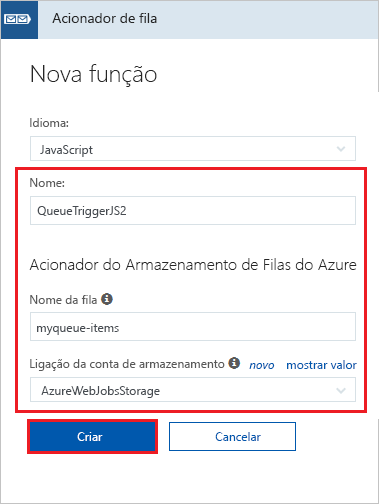 Acionador de fila
Nova função
Idioma:
JavaScript
Nome:
QueueTriggerJS2
Acionador do Armazenamento de Filas do Azure
Nome da fila
myqueue-items
Ligação da conta de armazenamento novo mostrar valor
AzureWebJobsStorage
Criar Cancelar